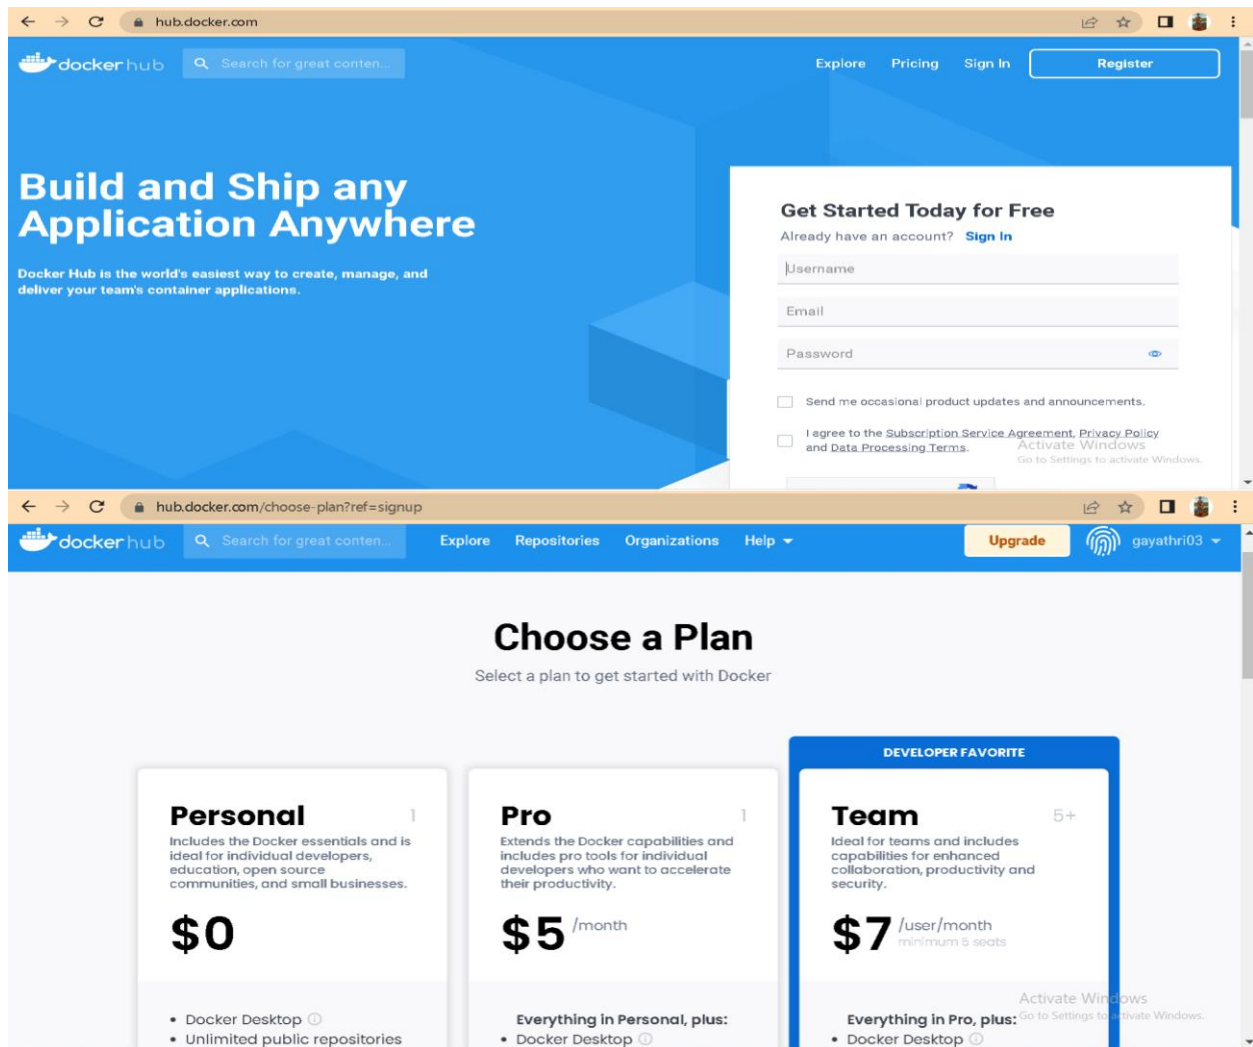 hub.docker.com
dockerhub
Search for great conten...
Explore
Pricing
Sign In
Register
Build and Ship any
Application Anywhere
Docker Hub is the world's easiest way to create, manage, and
deliver your team's container applications.
Get Started Today for Free
Already have an account? Sign In
Username
Email
Password
Send me occasional product updates and announcements.
I agree to the Subscription Service Agreement, Privacy Policy
and Data Processing Terms.
Activate Windows
Go to Settings to activate Windows.
hub.docker.com/choose-plan?ref=signup
dockerhub
Search for great conten...
Explore
Repositories
Organizations
Help
Upgrade
gayathri03
Choose a Plan
Select a plan to get started with Docker
DEVELOPER FAVORITE
Personal 1
Includes the Docker essentials and is
ideal for individual developers,
education, open source
communities, and small businesses.
$0
• Docker Desktop
• Unlimited public repositories
Pro 1
Extends the Docker capabilities and
includes pro tools for individual
developers who want to accelerate
their productivity.
$5 /month
Everything in Personal, plus:
• Docker Desktop
Team 5+
Ideal for teams and includes
capabilities for enhanced
collaboration, productivity and
security.
$7 /user/month
minimum 5 seats
Everything in Pro, plus:
• Docker Desktop
Activate Windows
Go to Settings to activate Windows.